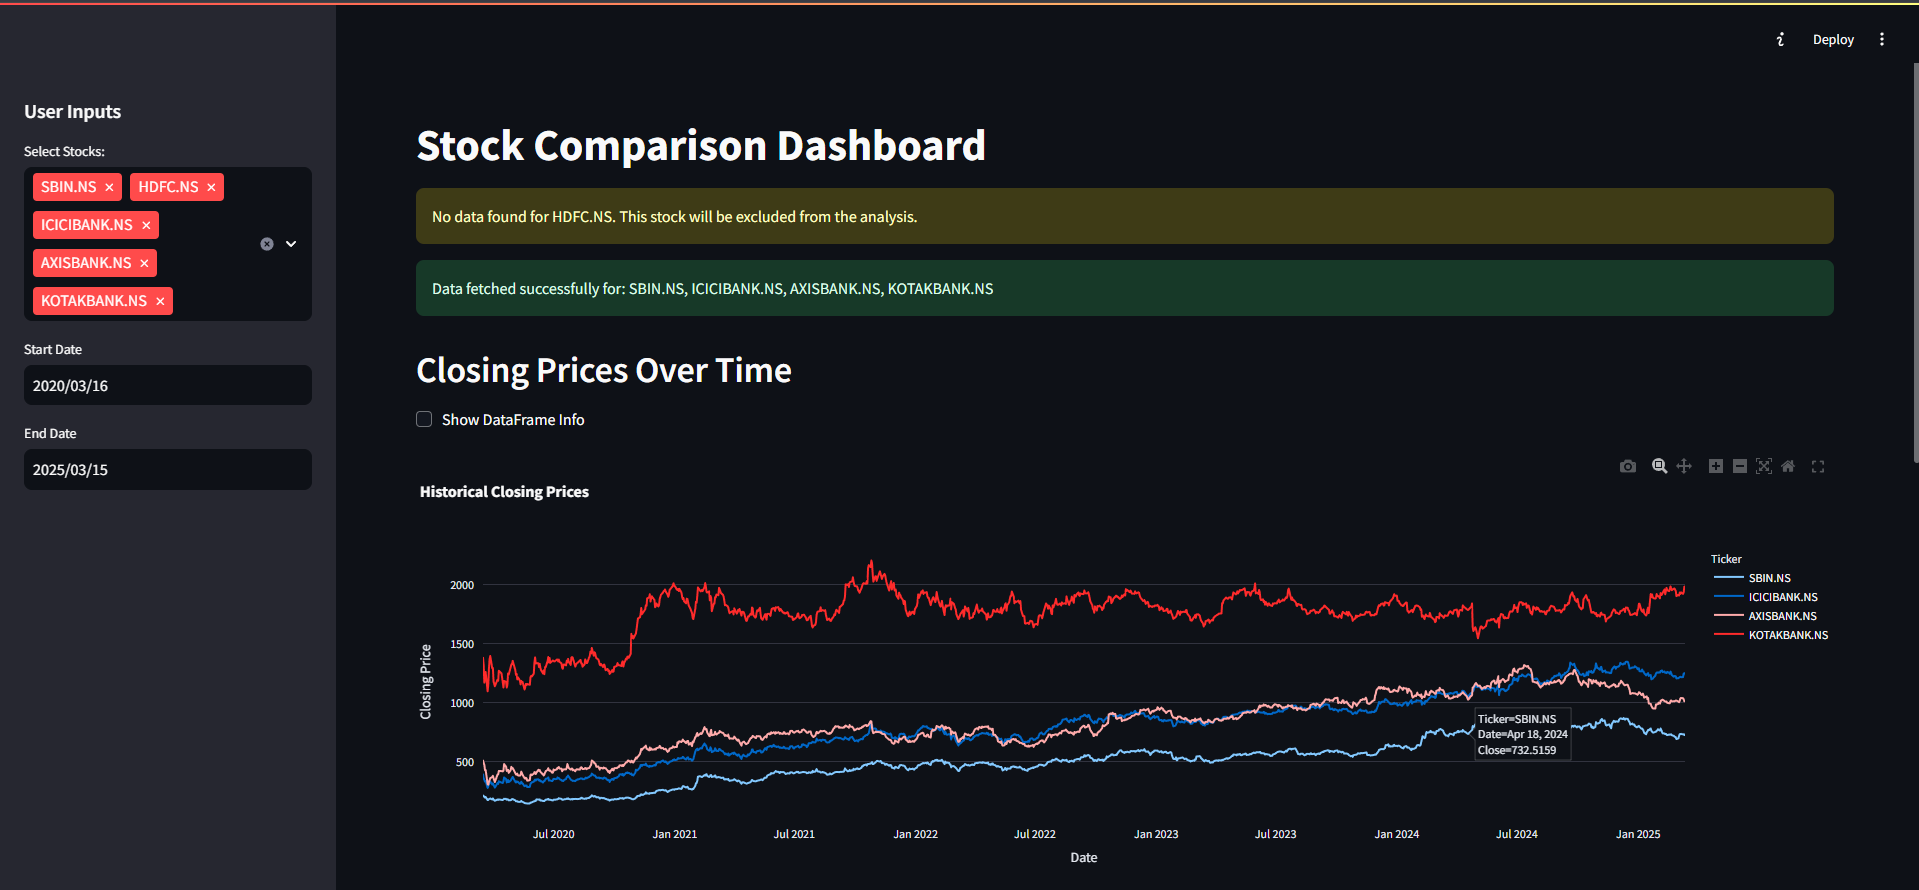 Deploy
User Inputs
Select Stocks:
SBIN.NS × HDFC.NS ×
ICICIBANK.NS ×
AXISBANK.NS ×
KOTAKBANK.NS ×
Start Date
2020/03/16
End Date
2025/03/15
Stock Comparison Dashboard
No data found for HDFC.NS. This stock will be excluded from the analysis.
Data fetched successfully for: SBIN.NS, ICICIBANK.NS, AXISBANK.NS, KOTAKBANK.NS
Closing Prices Over Time
Show DataFrame Info
Historical Closing Prices
Closing Price
2000
1500
1000
500
Ticker=SBIN.NS
Date=Apr 18, 2024
Close=732.5159
Jul 2020 Jan 2021 Jul 2021 Jan 2022 Jul 2022 Jan 2023 Jul 2023 Jan 2024 Jul 2024 Jan 2025
Date
Ticker
SBIN.NS
ICICIBANK.NS
AXISBANK.NS
KOTAKBANK.NS